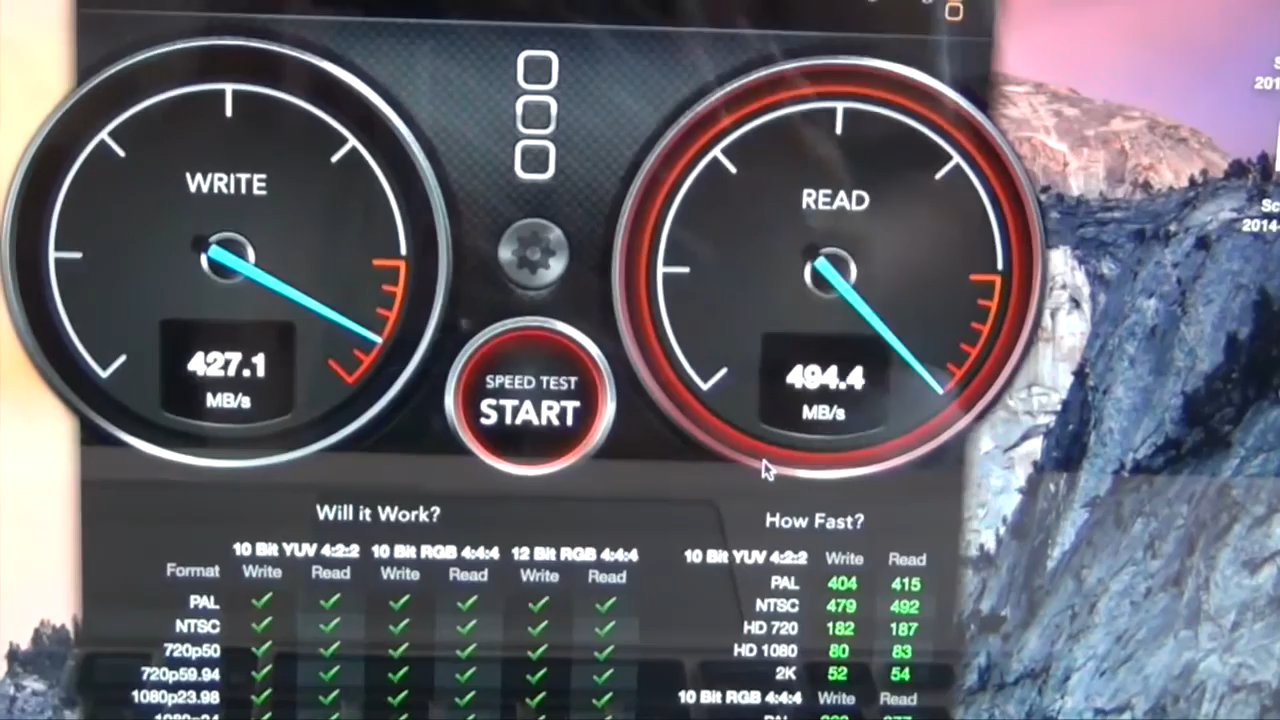 WRITE
427.1
MB/s
SPEED TEST
START
READ
494.4
MB/s
Will it Work?
10 Bit YUV 4:2:2 10 Bit RGB 4:4:4 12 Bit RGB 4:4:4
Format Write Read Write Read Write Read
PAL ✓ ✓ ✓ ✓ ✓ ✓
NTSC ✓ ✓ ✓ ✓ ✓ ✓
720p50 ✓ ✓ ✓ ✓ ✓ ✓
720p59.94 ✓ ✓ ✓ ✓ ✓ ✓
1080p23.98 ✓ ✓ ✓ ✓ ✓ ✓
How Fast?
10 Bit YUV 4:2:2 Write Read
PAL 404 415
NTSC 479 492
HD 720 182 187
HD 1080 80 83
2K 52 54
10 Bit RGB 4:4:4 Write Read
201
Sc
2014-